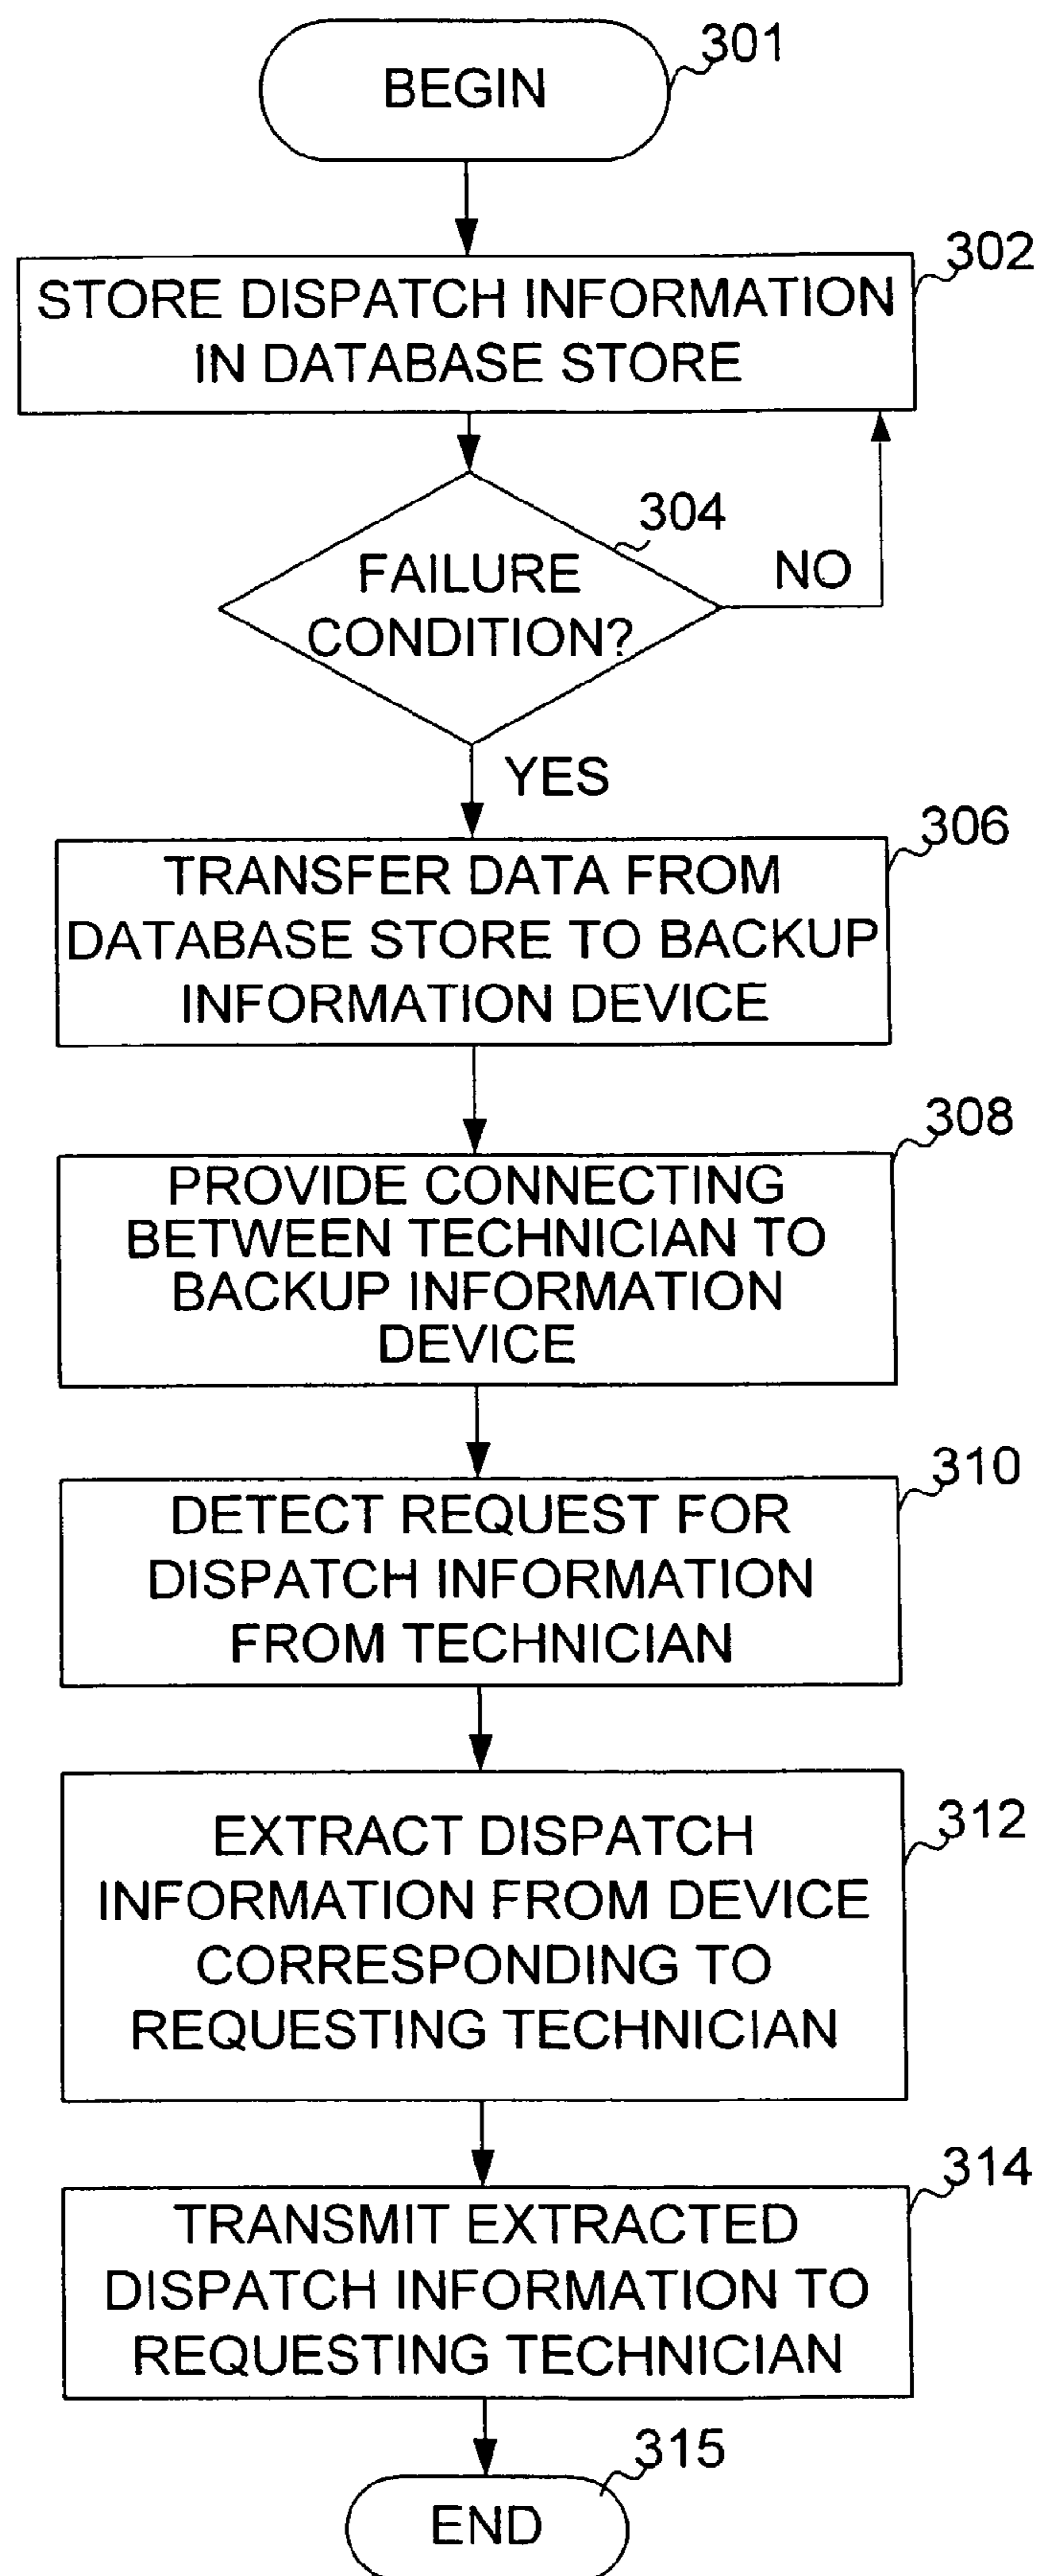 BEGIN
301
STORE DISPATCH INFORMATION
IN DATABASE STORE
302
FAILURE
CONDITION?
304
NO
YES
TRANSFER DATA FROM
DATABASE STORE TO BACKUP
INFORMATION DEVICE
306
PROVIDE CONNECTING
BETWEEN TECHNICIAN TO
BACKUP INFORMATION
DEVICE
308
DETECT REQUEST FOR
DISPATCH INFORMATION
FROM TECHNICIAN
310
EXTRACT DISPATCH
INFORMATION FROM DEVICE
CORRESPONDING TO
REQUESTING TECHNICIAN
312
TRANSMIT EXTRACTED
DISPATCH INFORMATION TO
REQUESTING TECHNICIAN
314
315
END